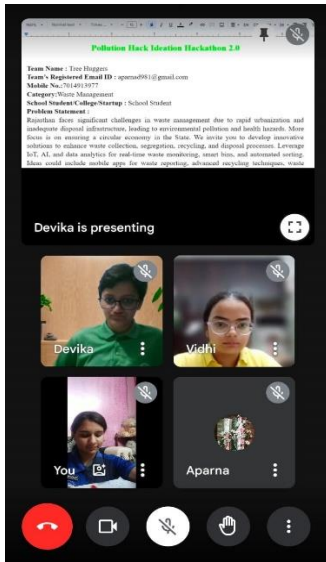 Pollution Hack Ideation Hackathon 2.0
Team Name : Tree Huggers
Team's Registered Email ID : aparnad981@gmail.com
Mobile No.:7014913977
Category:Waste Management
School Student/College/Startup : School Student
Problem Statement :
Rajasthan faces significant challenges in waste management due to rapid urbanization and
inadequate disposal infrastructure, leading to environmental pollution and health hazards. More
focus is on ensuring a circular economy in the State. We invite you to develop innovative
solutions to enhance waste collection, segregation, recycling, and disposal processes. Leverage
IoT, AI, and data analytics for real-time waste monitoring, smart bins, and automated sorting.
Ideas could include mobile apps for waste reporting, advanced recycling techniques, waste
Devika is presenting
Devika
Vidhi
You
Aparna